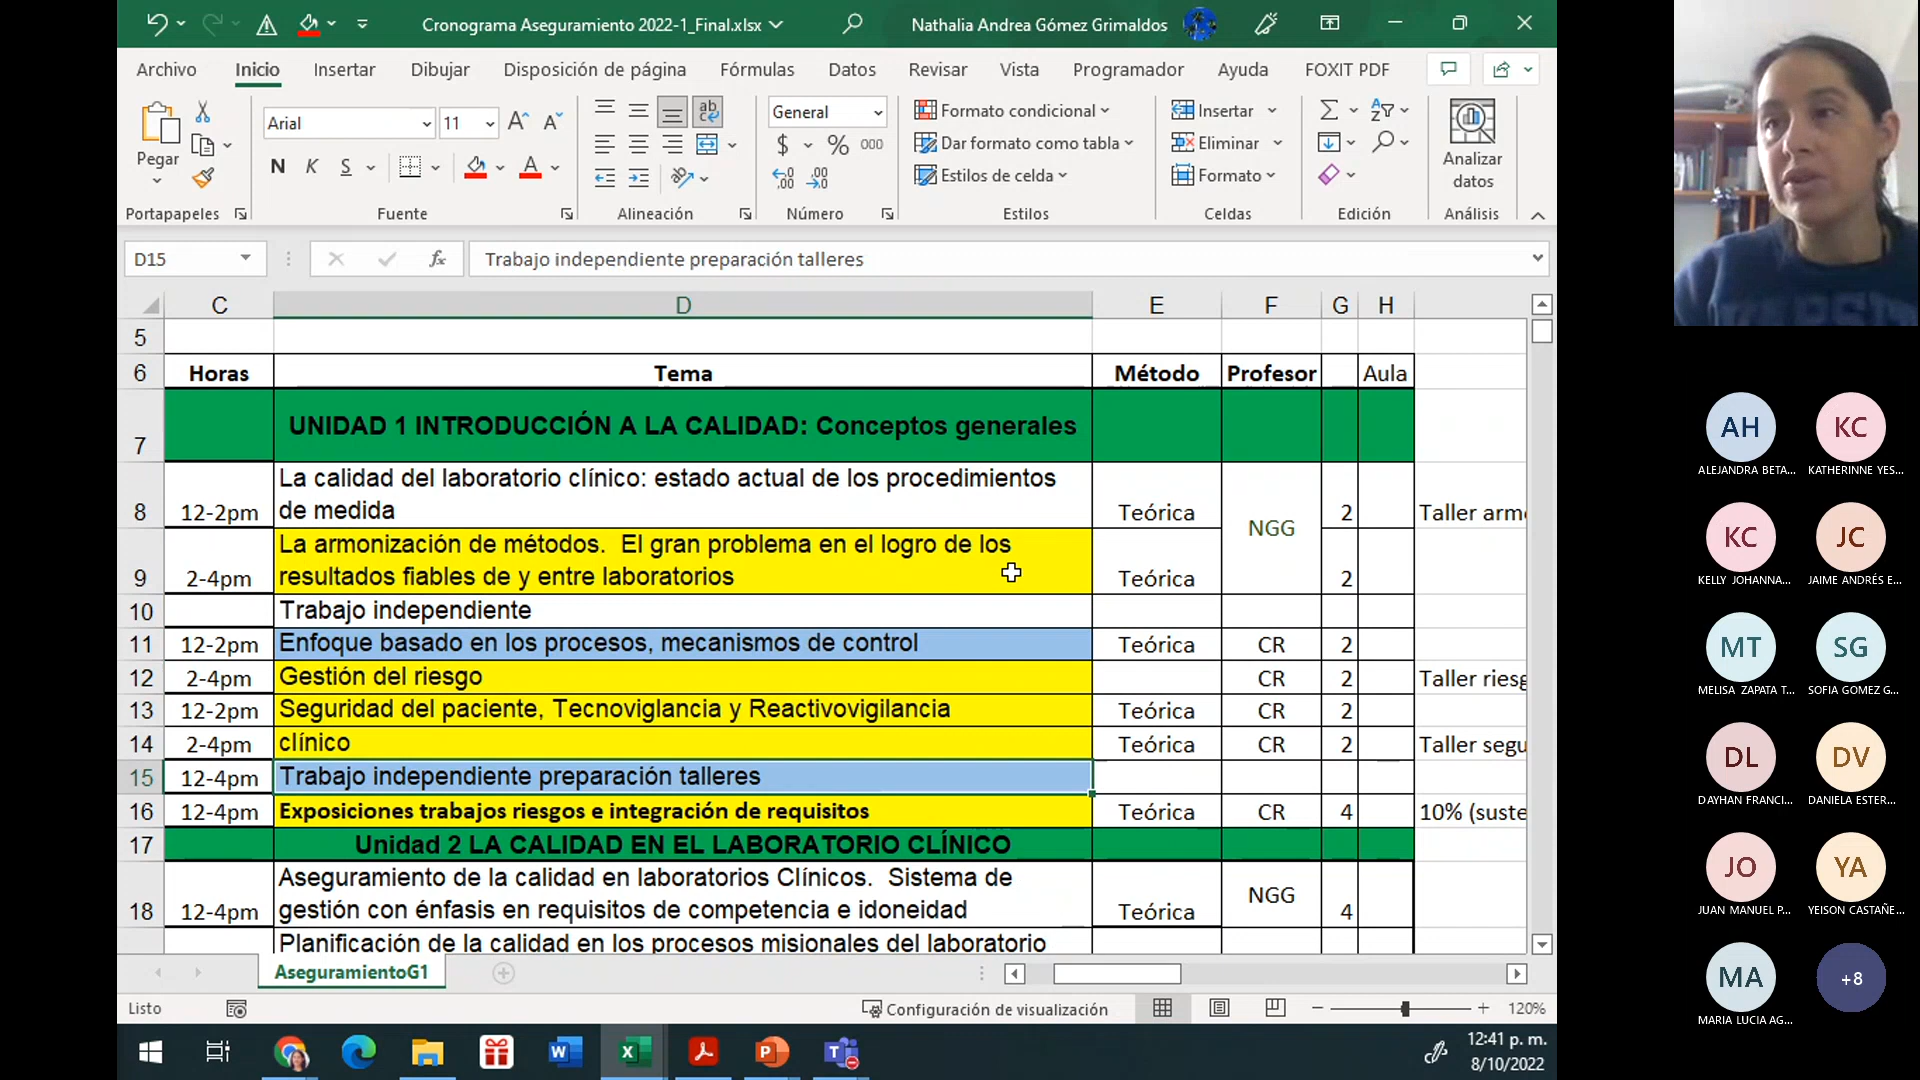 Cronograma Aseguramiento 2022-1_Final.xlsx
Nathalia Andrea Gómez Grimaldos
Archivo Inicio Insertar Dibujar Disposición de página Fórmulas Datos Revisar Vista Programador Ayuda FOXIT PDF
Pegar
Portapapeles
Arial 11
N K S
A
Fuente
ab
Alineación
General
$ % 000
Número
Formato condicional
Dar formato como tabla
Estilos de celda
Estilos
Insertar
Eliminar
Formato
Celdas
Edición
Analizar
datos
Análisis
D15
fx
Trabajo independiente preparación talleres
C D E F G H
5
6 Horas Tema Método Profesor Aula
7 UNIDAD 1 INTRODUCCIÓN A LA CALIDAD: Conceptos generales
La calidad del laboratorio clínico: estado actual de los procedimientos
8 12-2pm de medida Teórica NGG 2 Taller arm
La armonización de métodos. El gran problema en el logro de los
9 2-4pm resultados fiables de y entre laboratorios Teórica 2
10 Trabajo independiente
11 12-2pm Enfoque basado en los procesos, mecanismos de control Teórica CR 2
12 2-4pm Gestión del riesgo CR 2 Taller riesg
13 12-2pm Seguridad del paciente, Tecnoviglancia y Reactivovigilancia Teórica CR 2
14 2-4pm clínico Teórica CR 2 Taller segu
15 12-4pm Trabajo independiente preparación talleres
16 12-4pm Exposiciones trabajos riesgos e integración de requisitos Teórica CR 4 10% (suste
17 Unidad 2 LA CALIDAD EN EL LABORATORIO CLÍNICO
Aseguramiento de la calidad en laboratorios Clínicos. Sistema de
18 12-4pm gestión con énfasis en requisitos de competencia e idoneidad Teórica NGG 4
Planificación de la calidad en los procesos misionales del laboratorio
AseguramientoG1
Listo
Configuración de visualización
120%
12:41 p. m.
8/10/2022
AH KC
ALEJANDRA BETA... KATHERINNE YES...
KC JC
KELLY JOHANNA... JAIME ANDRÉS E...
MT SG
MELISA ZAPATA T... SOFIA GOMEZ G...
DL DV
DAYHAN FRANCI... DANIELA ESTER...
JO YA
JUAN MANUEL P... YEISON CASTAÑE...
MA +8
MARIA LUCIA AG...